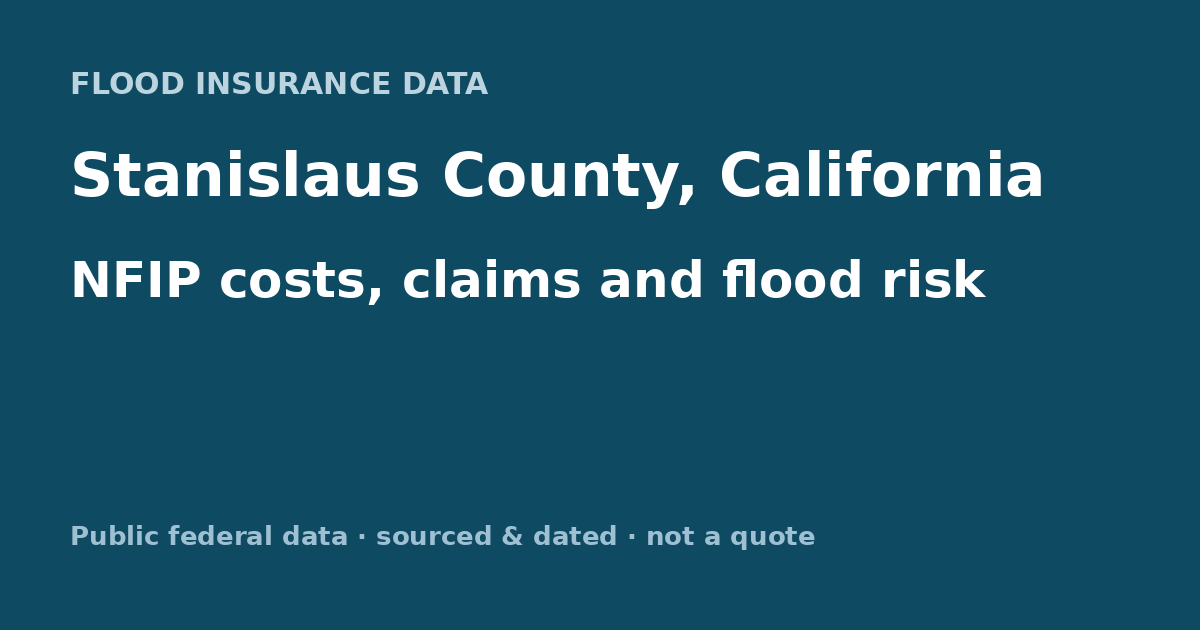 FLOOD INSURANCE DATA
Stanislaus County, California
NFIP costs, claims and flood risk
Public federal data · sourced & dated · not a quote